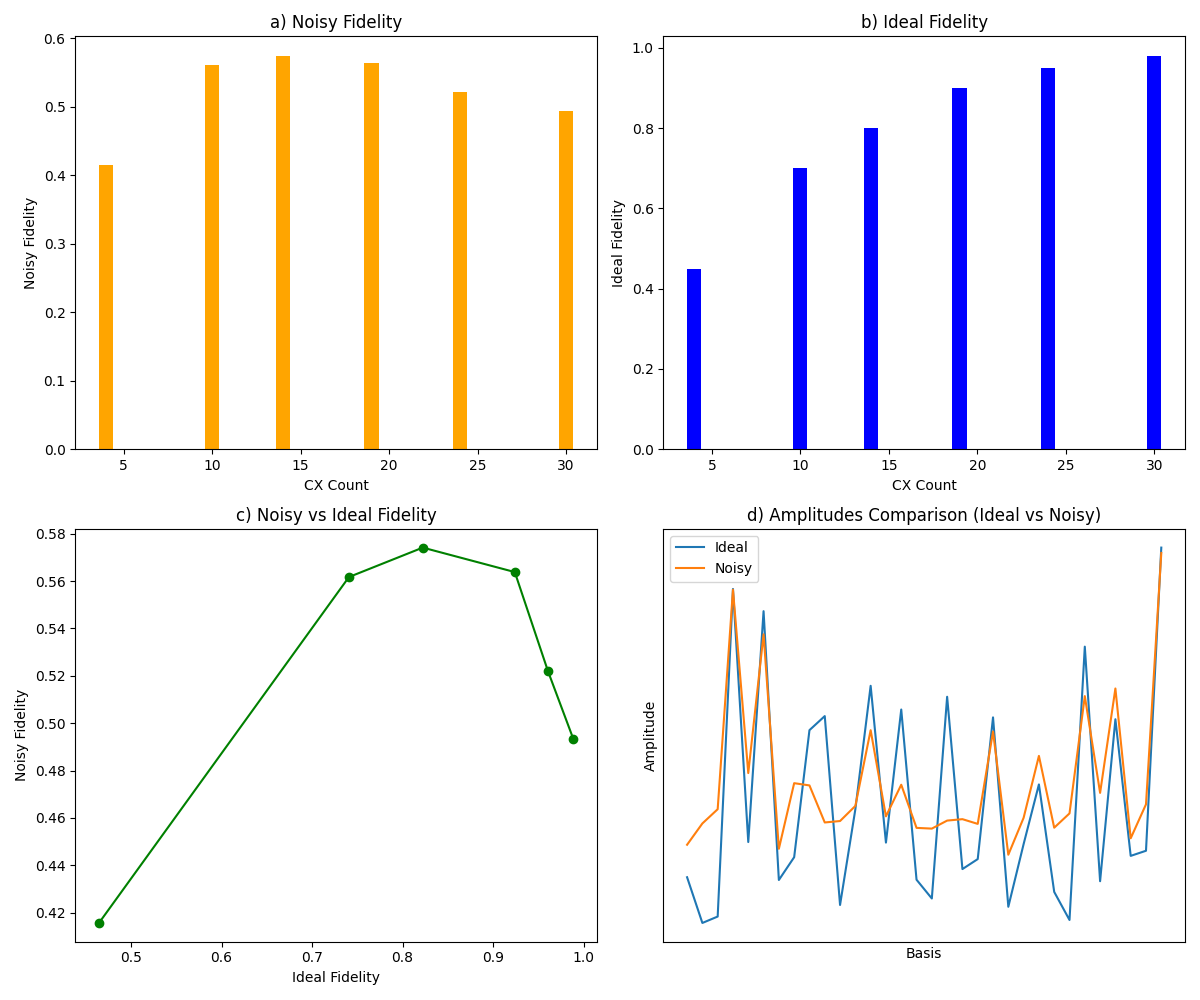 a) Noisy Fidelity
Noisy Fidelity
0.6
0.5
0.4
0.3
0.2
0.1
0.0
5 10 15 20 25 30
CX Count
b) Ideal Fidelity
Ideal Fidelity
1.0
0.8
0.6
0.4
0.2
0.0
5 10 15 20 25 30
CX Count
c) Noisy vs Ideal Fidelity
Noisy Fidelity
0.58
0.56
0.54
0.52
0.50
0.48
0.46
0.44
0.42
0.5 0.6 0.7 0.8 0.9 1.0
Ideal Fidelity
d) Amplitudes Comparison (Ideal vs Noisy)
Amplitude
Ideal
Noisy
Basis